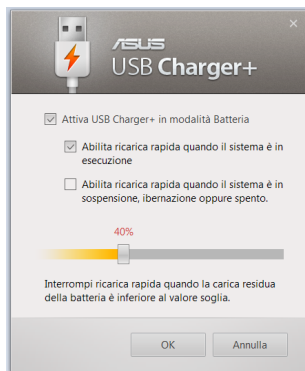 ASUS
USB Charger+
Attiva USB Charger+ in modalità Batteria
Abilita ricarica rapida quando il sistema è in
esecuzione
Abilita ricarica rapida quando il sistema è in
sospensione, ibernazione oppure spento.
40%
Interrompi ricarica rapida quando la carica residua
della batteria è inferiore al valore soglia.
OK
Annulla